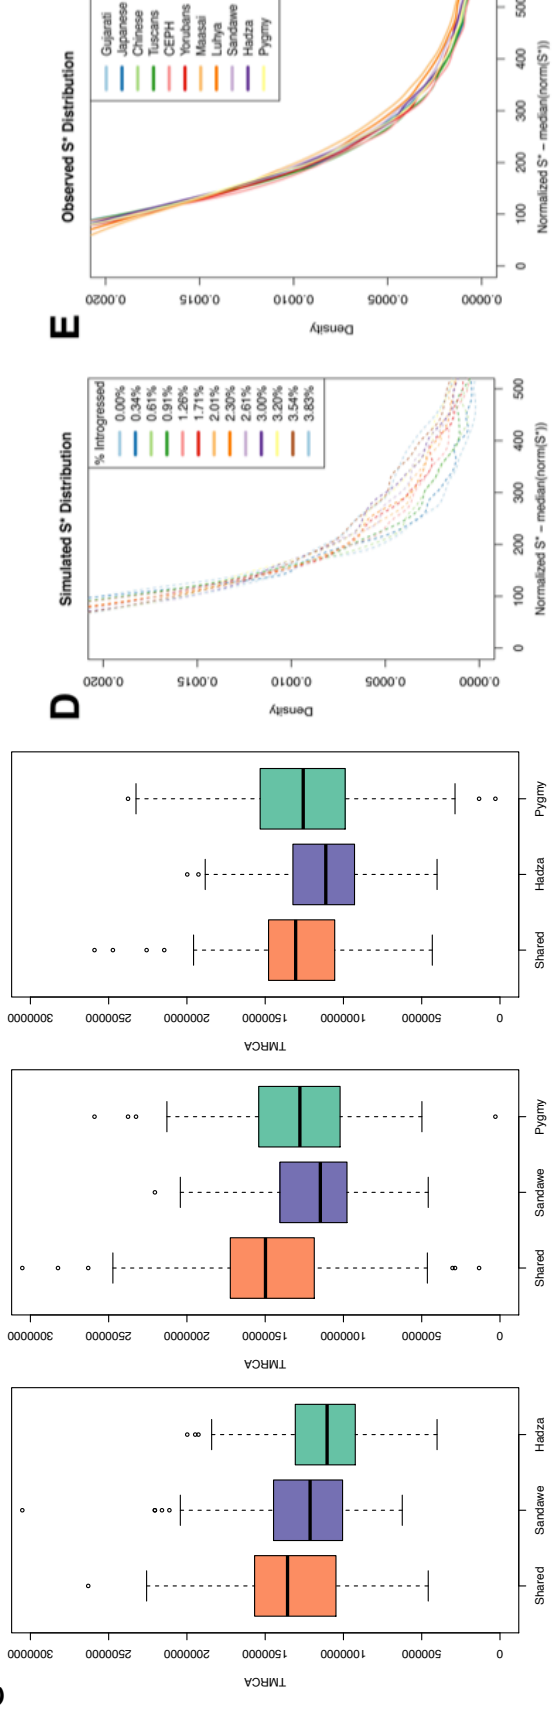 E
Observed S* Distribution
Density
0.0020
0.0015
0.0010
0.0005
0.0000
Gujarati
Japanese
Chinese
Tuscans
CEPH
Yorubans
Maasai
Luhya
Sandawe
Hadza
Pygmy
0
100
200
300
400
500
Normalized S* − median(norm(S*))
D
Simulated S* Distribution
Density
0.0020
0.0015
0.0010
0.0005
0.0000
% Introgressed
0.00%
0.34%
0.61%
0.91%
1.26%
1.71%
2.01%
2.30%
2.61%
3.00%
3.20%
3.54%
3.83%
0
100
200
300
400
500
Normalized S* − median(norm(S*))
TMRCA
3000000
2500000
2000000
1500000
1000000
500000
0
Shared
Hadza
Pygmy
TMRCA
3000000
2500000
2000000
1500000
1000000
500000
0
Shared
Sandawe
Pygmy
TMRCA
3000000
2500000
2000000
1500000
1000000
500000
0
Shared
Sandawe
Hadza